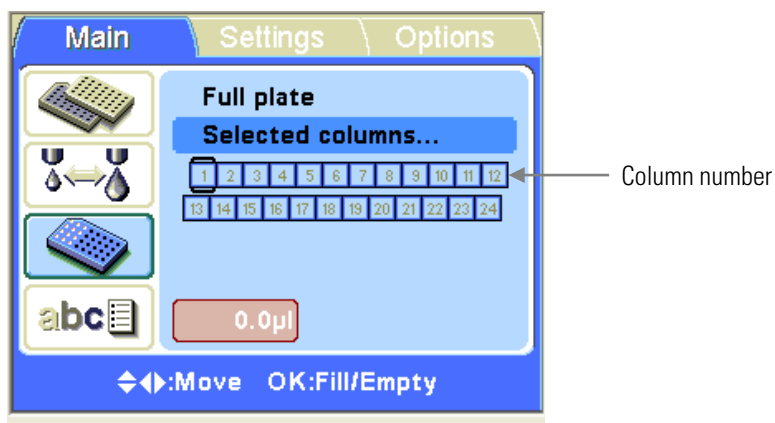 Main Settings Options
Full plate
Selected columns...
1 2 3 4 5 6 7 8 9 10 11 12
Column number
13 14 15 16 17 18 19 20 21 22 23 24
abc
0.0µl
:Move OK:Fill/Empty